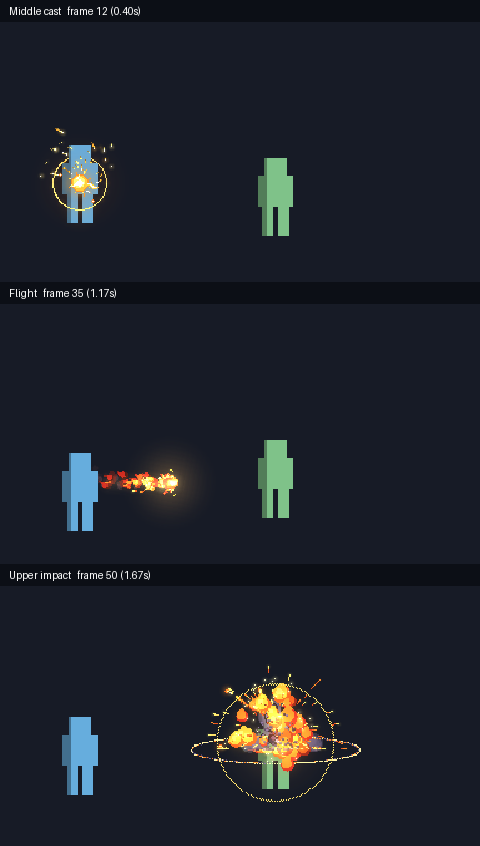 Middle cast frame 12 (0.40s)
Flight frame 35 (1.17s)
Upper impact frame 50 (1.67s)